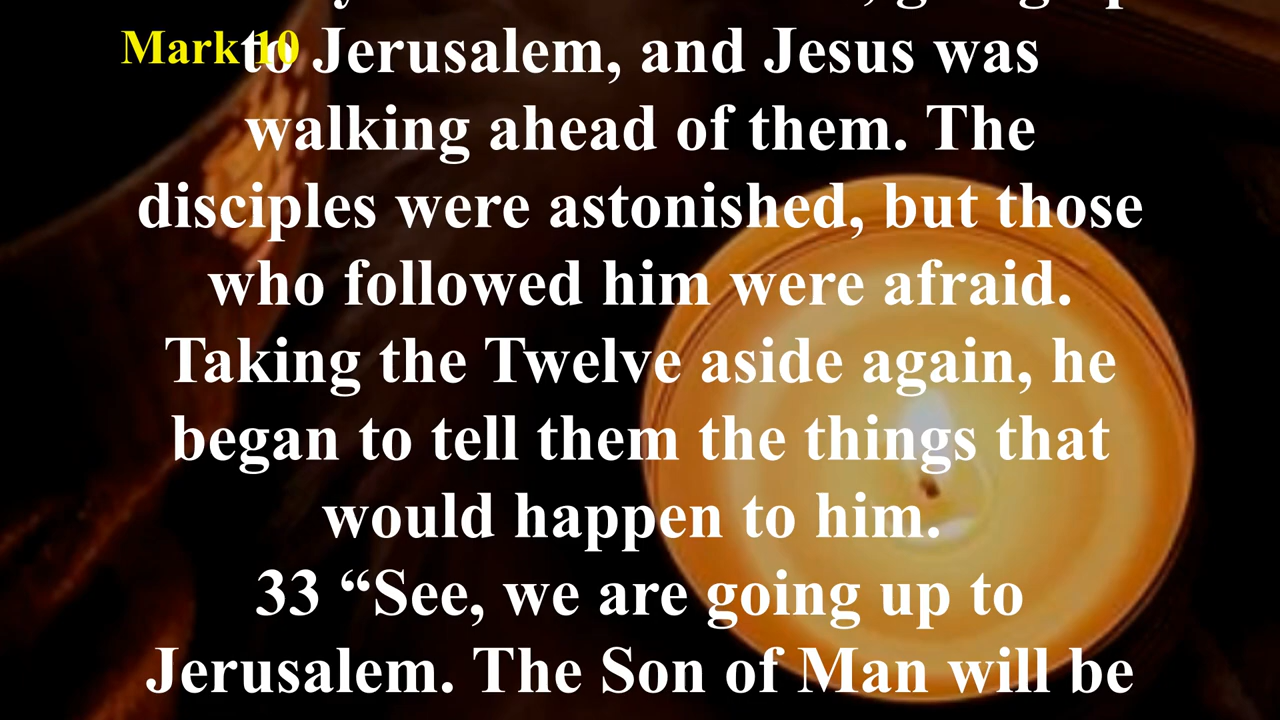 Mark 10
to Jerusalem, and Jesus was
walking ahead of them. The
disciples were astonished, but those
who followed him were afraid.
Taking the Twelve aside again, he
began to tell them the things that
would happen to him.
33 “See, we are going up to
Jerusalem. The Son of Man will be